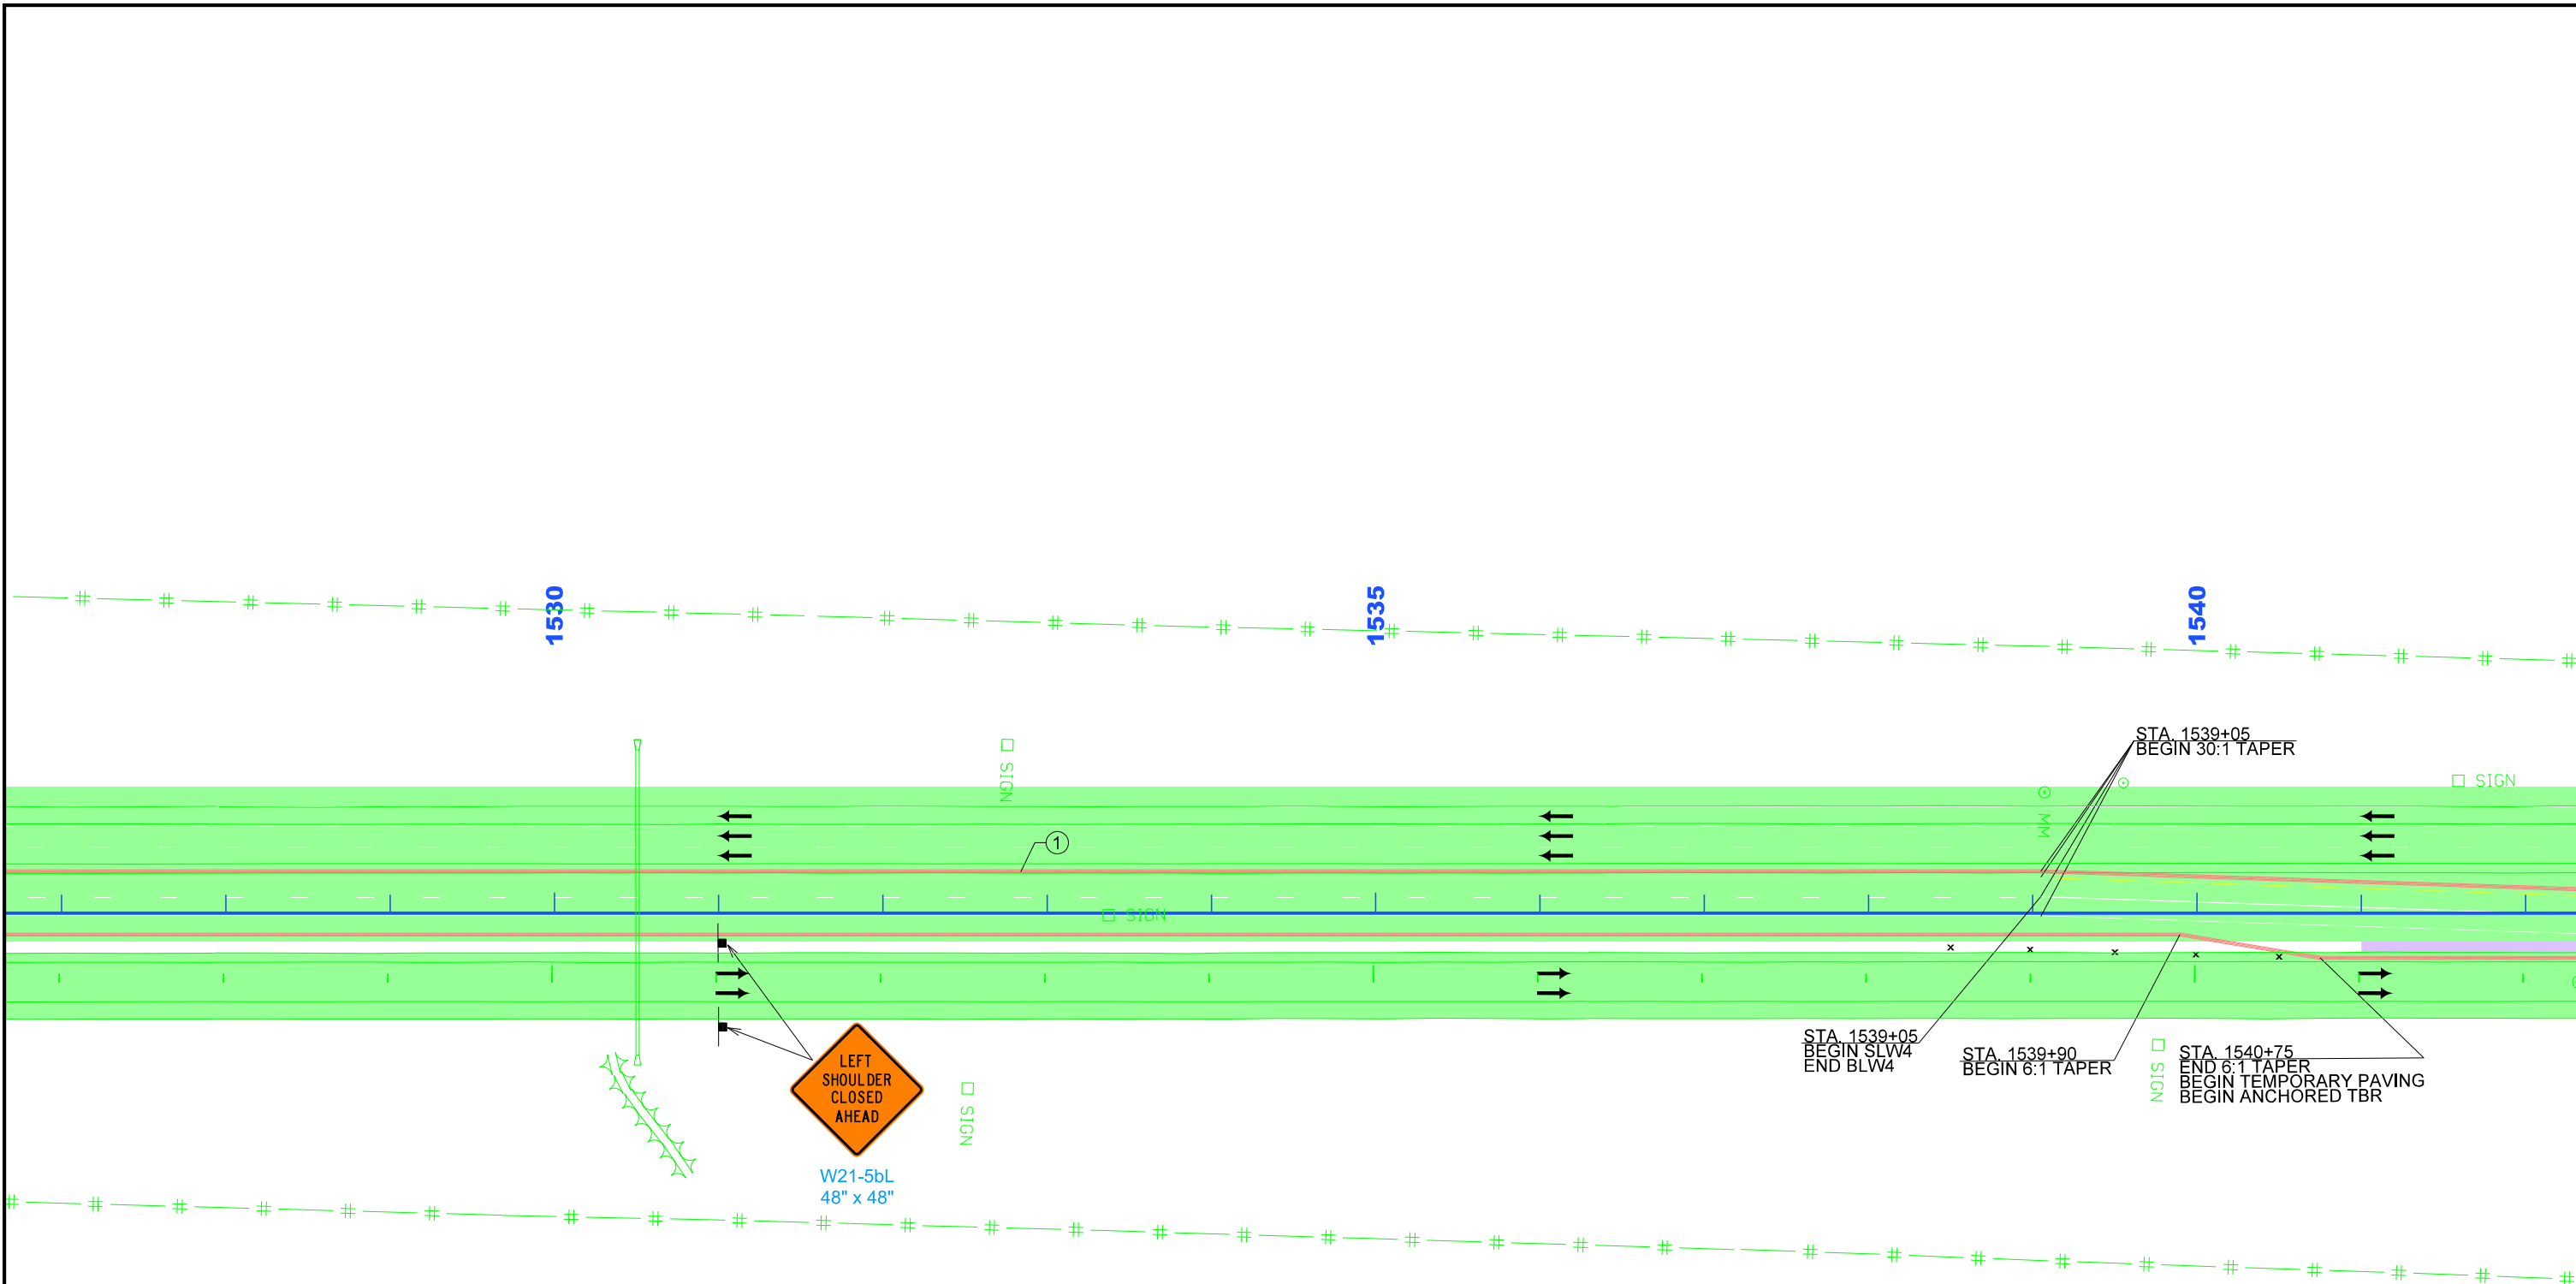 1530
1535
1540
STA. 1539+05
BEGIN 30:1 TAPER
SIGN
SIGN
MM
1
SIGN
STA. 1539+05
BEGIN SLW4
END BLW4
STA. 1539+90
BEGIN 6:1 TAPER
SIGN
STA. 1540+75
END 6:1 TAPER
BEGIN TEMPORARY PAVING
BEGIN ANCHORED TBR
LEFT
SHOULDER
CLOSED
AHEAD
SIGN
W21-5bL
48" x 48"